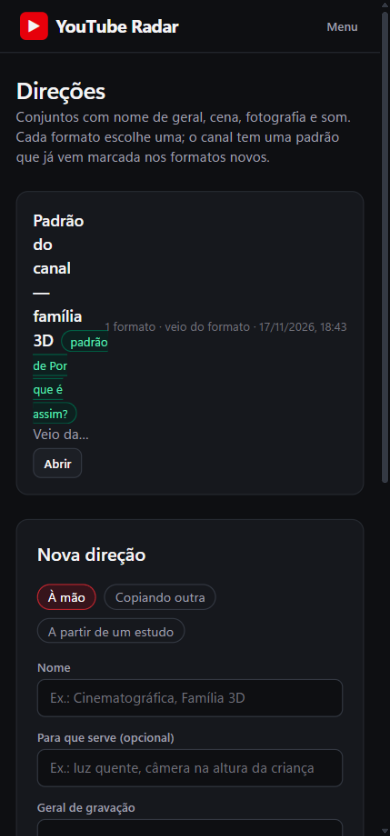 YouTube Radar
Menu
Direções
Conjuntos com nome de geral, cena, fotografia e som.
Cada formato escolhe uma; o canal tem uma padrão
que já vem marcada nos formatos novos.
Padrão
do
canal
—
família
3D padrão
de Por
que é
assim?
1 formato · veio do formato · 17/11/2026, 18:43
Veio da...
Abrir
Nova direção
À mão Copiando outra
A partir de um estudo
Nome
Ex.: Cinematográfica, Família 3D
Para que serve (opcional)
Ex.: luz quente, câmera na altura da criança
Geral de gravação